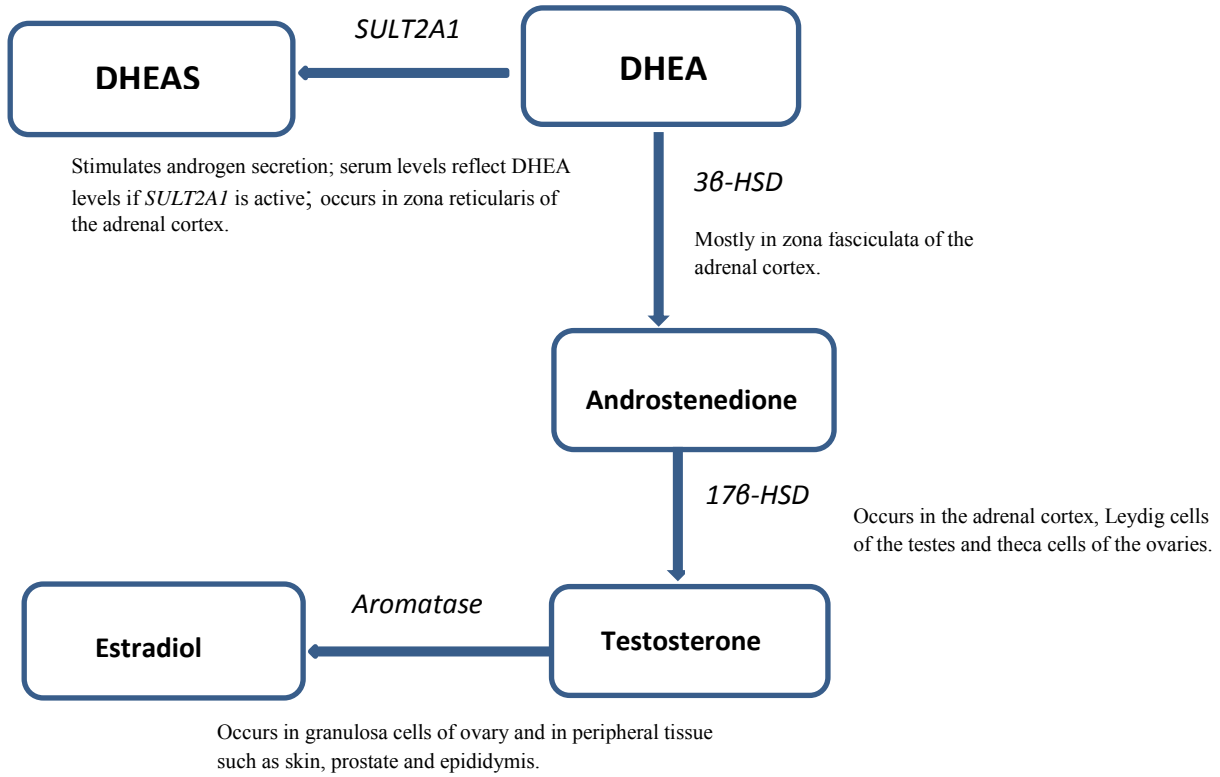 SULT2A1
DHEAS
DHEA
Stimulates androgen secretion; serum levels reflect DHEA
levels if SULT2A1 is active; occurs in zona reticularis of
the adrenal cortex.
3β-HSD
Mostly in zona fasciculata of the
adrenal cortex.
Androstenedione
17β-HSD
Occurs in the adrenal cortex, Leydig cells
of the testes and theca cells of the ovaries.
Aromatase
Estradiol
Testosterone
Occurs in granulosa cells of ovary and in peripheral tissue
such as skin, prostate and epididymis.